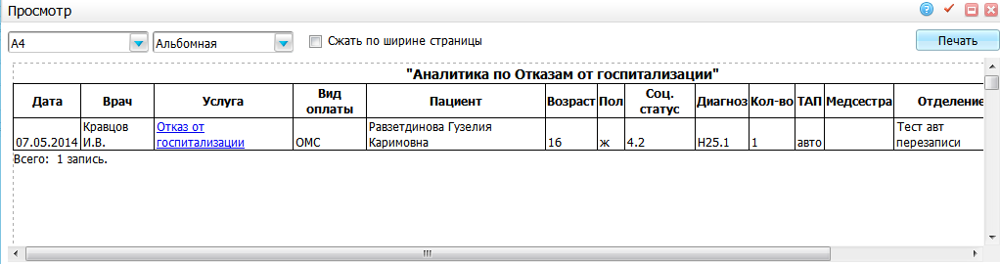 Просмотр
A4 Альбомная Сжать по ширине страницы Печать
"Аналитика по Отказам от госпитализации"
Дата Врач Услуга Вид оплаты Пациент Возраст Пол Соц. статус Диагноз Кол-во ТАП Медсестра Отделение
07.05.2014 Кравцов И.В. Отказ от госпитализации ОМС Равзетдинова Гузелия Каримовна 16 ж 4.2 H25.1 1 авто Тест авт перезаписи
Всего: 1 запись.